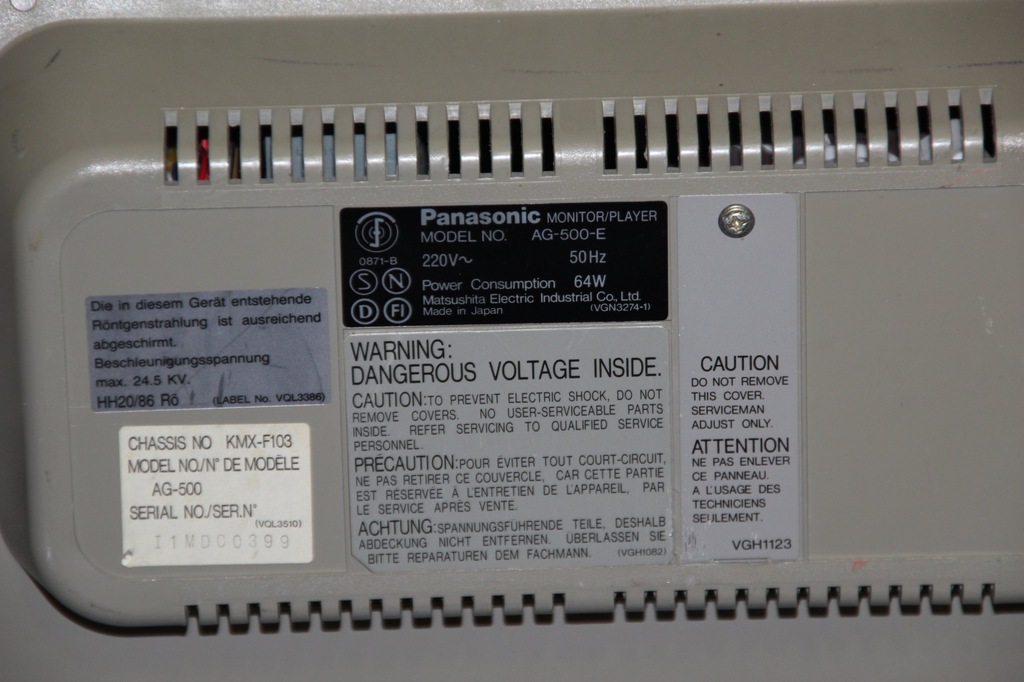 Panasonic MONITOR/PLAYER
MODEL NO. AG-500-E
0871-B
220V~ 50Hz
S N
Power Consumption 64W
D FI
Matsushita Electric Industrial Co., Ltd.
Made in Japan (VGN3274-1)
Die in diesem Gerät entstehende
Röntgenstrahlung ist ausreichend
abgeschirmt.
Beschleunigungsspannung
max. 24.5 KV.
HH20/86 Rö (LABEL No. VQL3386)
CHASSIS NO KMX-F103
MODEL NO./N° DE MODÈLE
AG-500
SERIAL NO./SER.N°
(VQL3510)
I1MDO0399
WARNING:
DANGEROUS VOLTAGE INSIDE.
CAUTION: TO PREVENT ELECTRIC SHOCK, DO NOT
REMOVE COVERS. NO USER-SERVICEABLE PARTS
INSIDE. REFER SERVICING TO QUALIFIED SERVICE
PERSONNEL.
PRÉCAUTION: POUR ÉVITER TOUT COURT-CIRCUIT,
NE PAS RETIRER CE COUVERCLE, CAR CETTE PARTIE
EST RÉSERVÉE À L'ENTRETIEN DE L'APPAREIL, PAR
LE SERVICE APRÈS VENTE.
ACHTUNG: SPANNUNGSFÜHRENDE TEILE, DESHALB
ABDECKUNG NICHT ENTFERNEN. ÜBERLASSEN SIE
BITTE REPARATUREN DEM FACHMANN. (VGH1082)
CAUTION
DO NOT REMOVE
THIS COVER.
SERVICEMAN
ADJUST ONLY.
ATTENTION
NE PAS ENLEVER
CE PANNEAU.
A L'USAGE DES
TECHNICIENS
SEULEMENT.
VGH1123